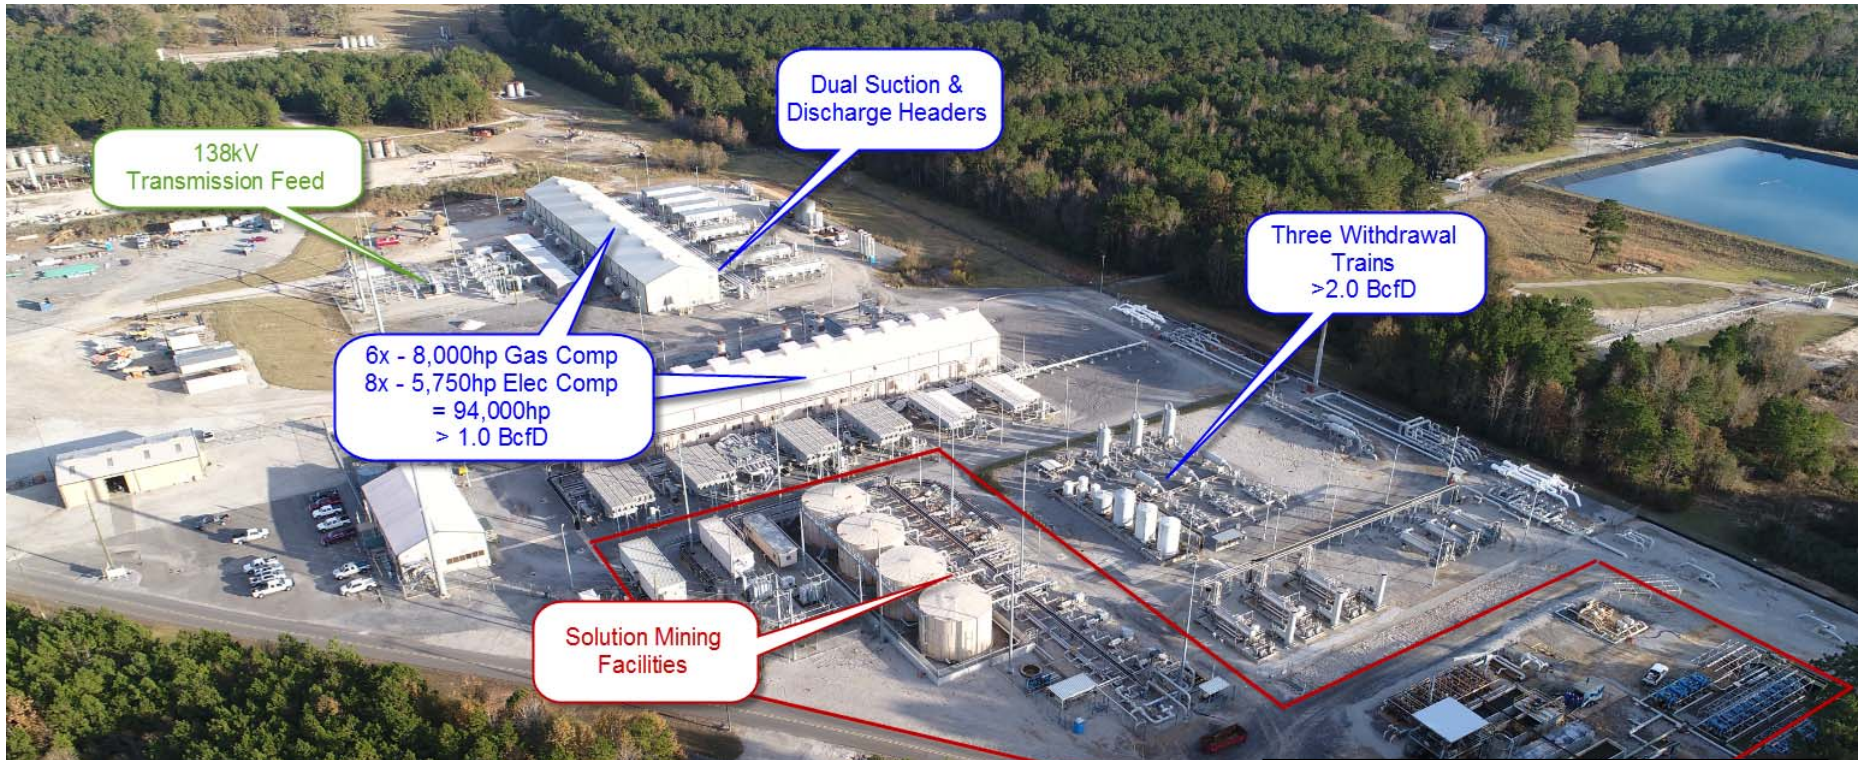 Dual Suction &
Discharge Headers
138kV
Transmission Feed
Three Withdrawal
Trains
>2.0 BcfD
6x - 8,000hp Gas Comp
8x - 5,750hp Elec Comp
= 94,000hp
> 1.0 BcfD
Solution Mining
Facilities